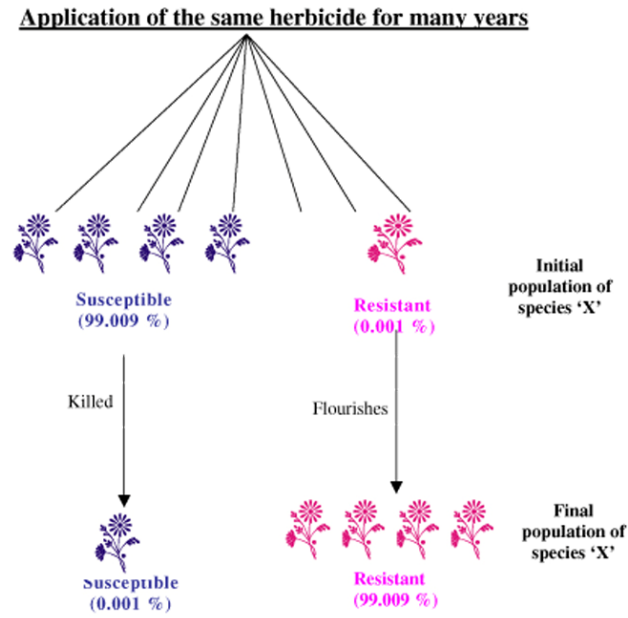 Application of the same herbicide for many years
Susceptible
(99.009 %)
Resistant
(0.001 %)
Initial
population of
species ‘X’
Killed
Flourishes
Susceptible
(0.001 %)
Resistant
(99.009 %)
Final
population of
species ‘X’